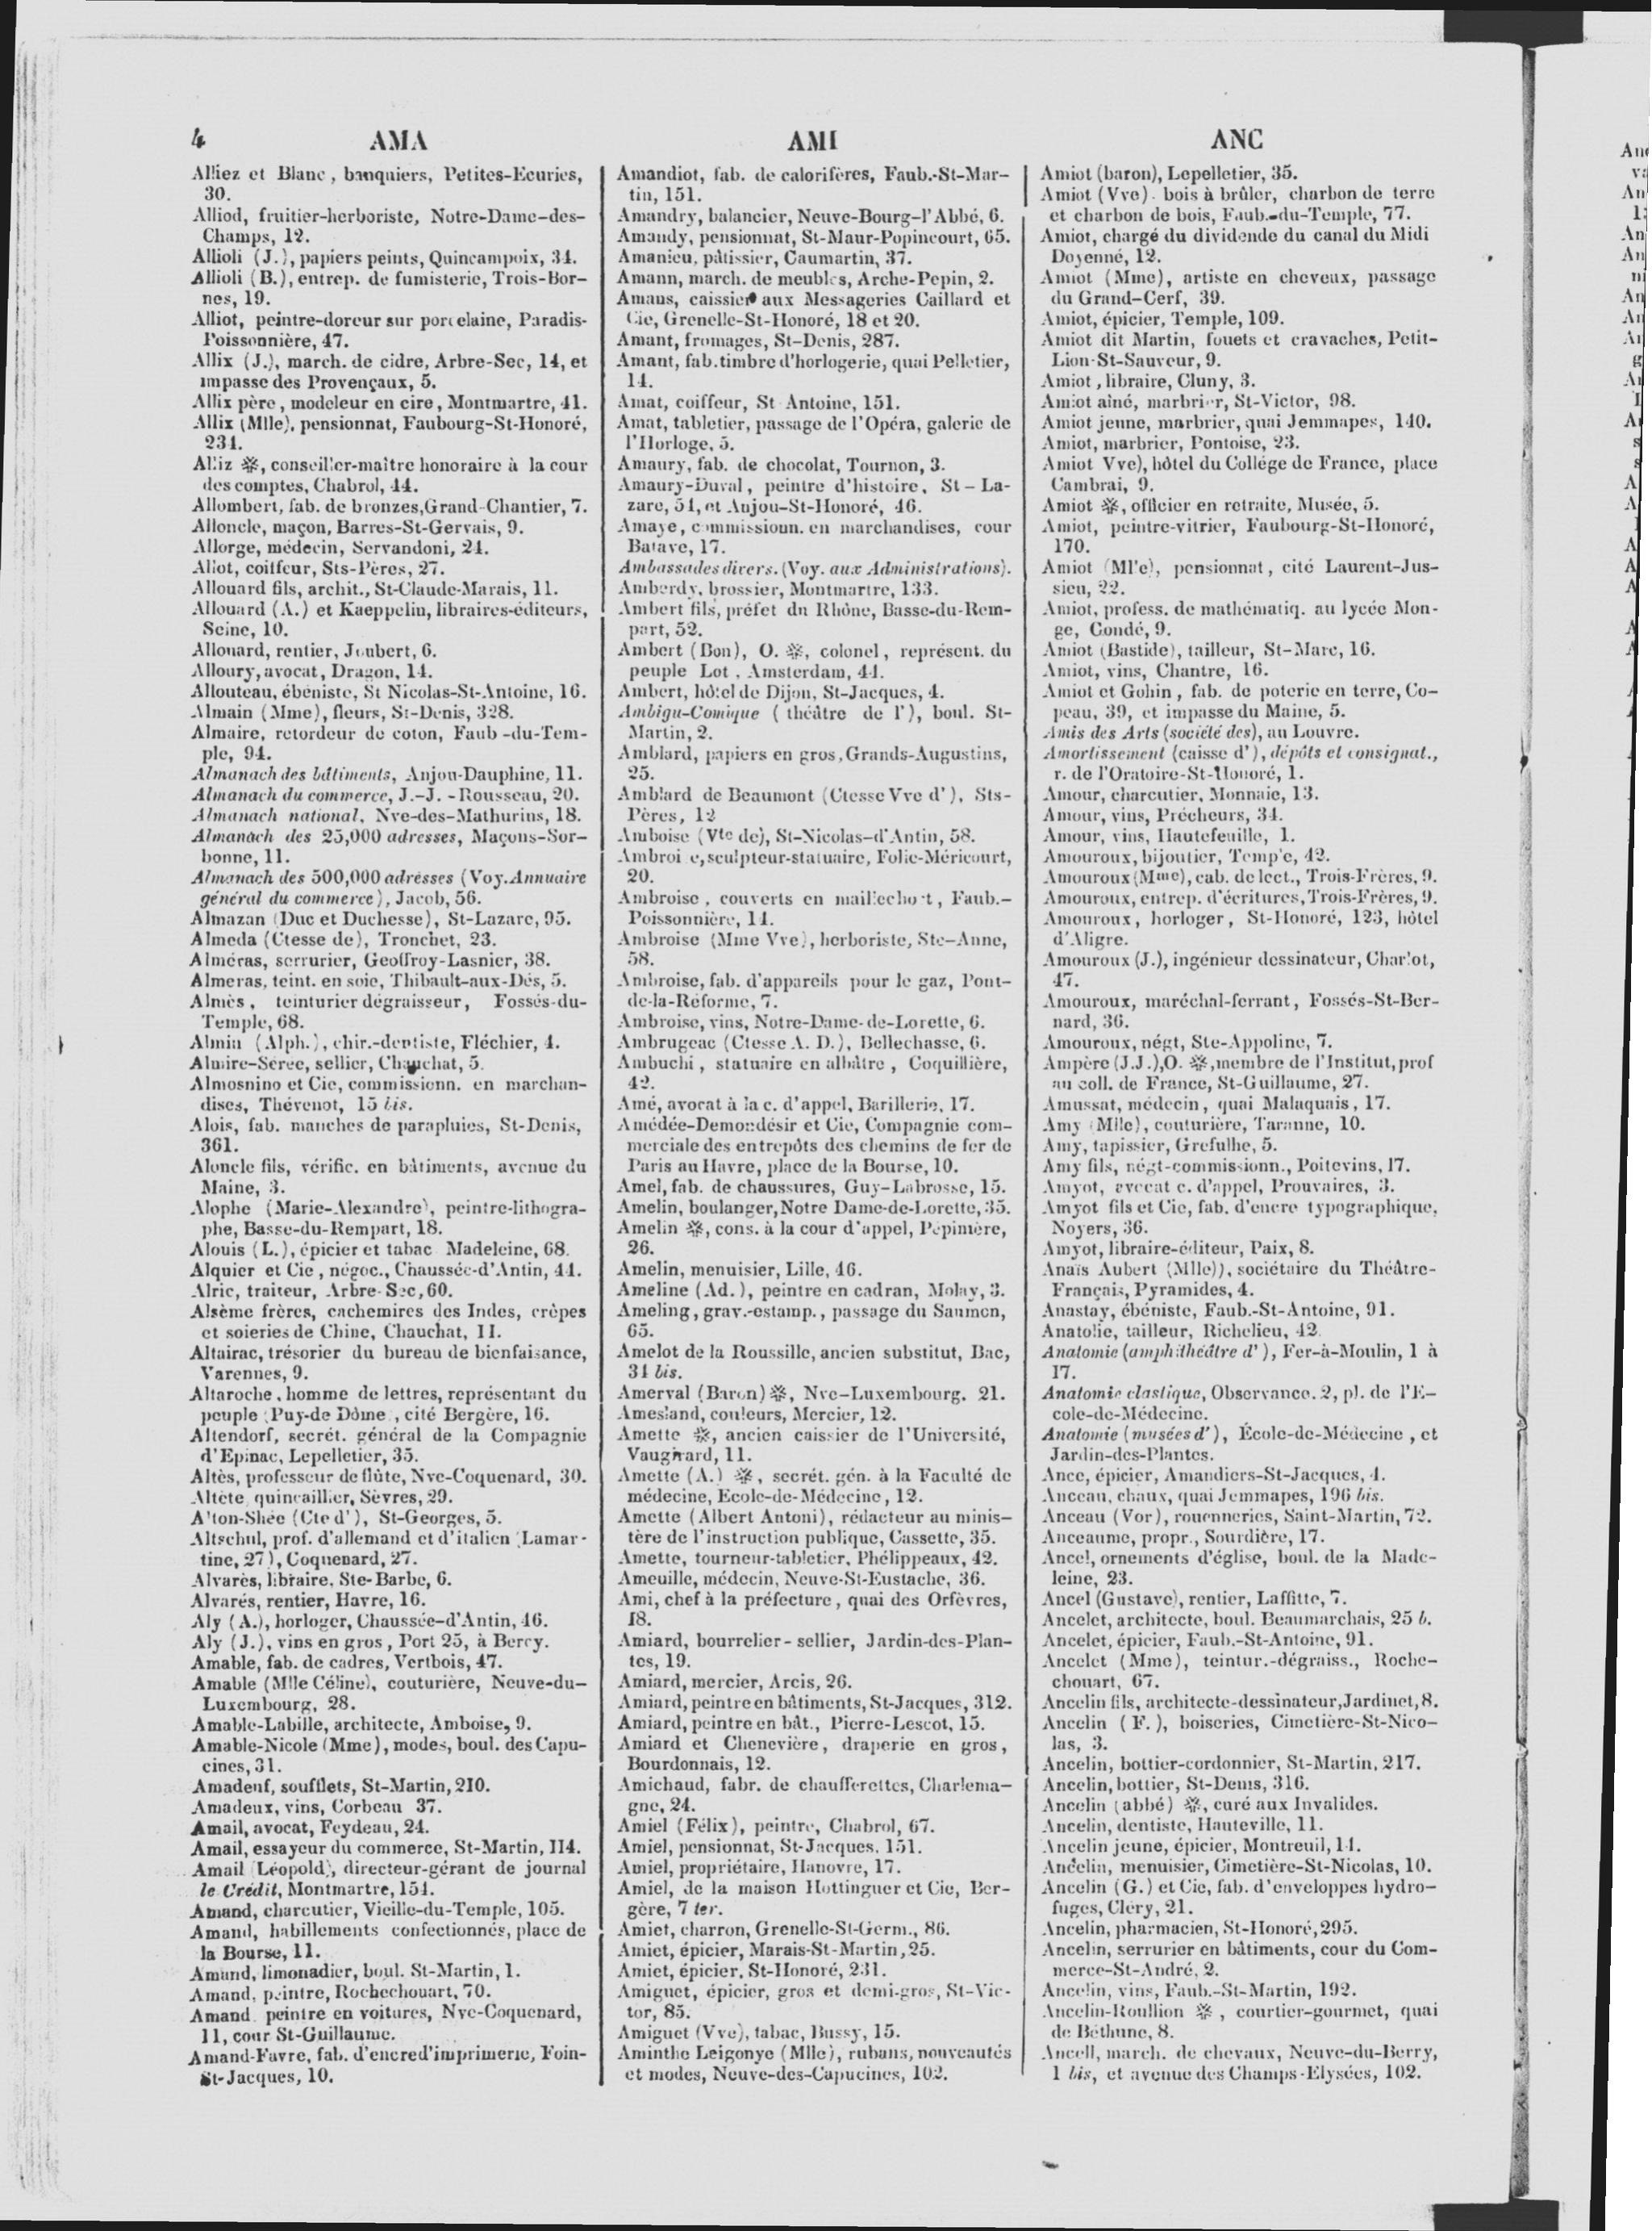 4 AMA
Alliez et Blanc, banquiers, Petites-Ecuries,
30.
Alliod, fruitier-herboriste, Notre-Dame-des-
Champs, 12.
Allioli (J.), papiers peints, Quincampoix, 34.
Allioli (B.), entrep. de fumisterie, Trois-Bor-
nes, 19.
Alliot, peintre-doreur sur porcelaine, Paradis-
Poissonnière, 47.
Allix (J.), march. de cidre, Arbre-Sec, 14, et
impasse des Provençaux, 5.
Allix père, modeleur en cire, Montmartre, 41.
Allix (Mlle), pensionnat, Faubourg-St-Honoré,
234.
Alliz ✻, conseiller-maître honoraire à la cour
des comptes, Chabrol, 44.
Allombert, fab. de bronzes, Grand-Chantier, 7.
Alloncle, maçon, Barres-St-Gervais, 9.
Allorge, médecin, Servandoni, 24.
Aliot, coiffeur, Sts-Pères, 27.
Allouard fils, archit., St-Claude-Marais, 11.
Allouard (A.) et Kaeppelin, libraires-éditeurs,
Seine, 10.
Allouard, rentier, Joubert, 6.
Alloury, avocat, Dragon, 14.
Allouteau, ébéniste, St Nicolas-St-Antoine, 16.
Almain (Mme), fleurs, St-Denis, 328.
Almaire, retordeur de coton, Faub-du-Tem-
ple, 94.
Almanach des bâtiments, Anjou-Dauphine, 11.
Almanach du commerce, J.-J.-Rousseau, 20.
Almanach national, Nve-des-Mathurins, 18.
Almanach des 25,000 adresses, Maçons-Sor-
bonne, 11.
Almanach des 500,000 adresses (Voy. Annuaire
général du commerce), Jacob, 56.
Almazan (Duc et Duchesse), St-Lazare, 95.
Almeda (Ctesse de), Tronchet, 23.
Alméras, serrurier, Geoffroy-Lasnier, 38.
Almeras, teint. en soie, Thibault-aux-Dés, 5.
Almès, teinturier dégraisseur, Fossés-du-
Temple, 68.
Almin (Alph.), chir.-dentiste, Fléchier, 4.
Almire-Serée, sellier, Chauchat, 5.
Almosnino et Cie, commissionn. en marchan-
dises, Thévenot, 15 bis.
Alois, fab. manches de parapluies, St-Denis,
361.
Aloncle fils, vérific. en bâtiments, avenue du
Maine, 3.
Alophe (Marie-Alexandre), peintre-lithogra-
phe, Basse-du-Rempart, 18.
Alouis (L.), épicier et tabac Madeleine, 68.
Alquier et Cie, négoc., Chaussée-d'Antin, 44.
Alric, traiteur, Arbre-Sec, 60.
Alsème frères, cachemires des Indes, crêpes
et soieries de Chine, Chauchat, 11.
Altairac, trésorier du bureau de bienfaisance,
Varennes, 9.
Altaroche, homme de lettres, représentant du
peuple (Puy-de Dôme, cité Bergère, 16.
Altendorf, secrét. général de la Compagnie
d'Epinac, Lepelletier, 35.
Altès, professeur de flûte, Nve-Coquenard, 30.
Altète quincaillier, Sèvres, 29.
A'ton-Shée (Cte d'), St-Georges, 5.
Altschul, prof. d'allemand et d'italien (Lamar-
tine, 27), Coquenard, 27.
Alvarès, libraire, Ste-Barbe, 6.
Alvarés, rentier, Havre, 16.
Aly (A.), horloger, Chaussée-d'Antin, 46.
Aly (J.), vins en gros, Port 25, à Bercy.
Amable, fab. de cadres, Vertbois, 47.
Amable (Mlle Céline), couturière, Neuve-du-
Luxembourg, 28.
Amable-Labille, architecte, Amboise, 9.
Amable-Nicole (Mme), modes, boul. des Capu-
cines, 31.
Amadeuf, soufflets, St-Martin, 210.
Amadeux, vins, Corbeau 37.
Amail, avocat, Feydeau, 24.
Amail, essayeur du commerce, St-Martin, 114.
Amail (Léopold), directeur-gérant de journal
le Crédit, Montmartre, 154.
Amand, charcutier, Vieille-du-Temple, 105.
Amand, habillements confectionnés, place de
la Bourse, 11.
Amand, limonadier, boul. St-Martin, 1.
Amand, peintre, Rochechouart, 70.
Amand peintre en voitures, Nve-Coquenard,
11, cour St-Guillaume.
Amand-Favre, fab. d'encre d'imprimerie, Foin-
St-Jacques, 10.
AMI
Amandiot, fab. de calorifères, Faub.-St-Mar-
tin, 151.
Amandry, balancier, Neuve-Bourg-l'Abbé, 6.
Amandy, pensionnat, St-Maur-Popincourt, 65.
Amanieu, pâtissier, Caumartin, 37.
Amann, march. de meubles, Arche-Pepin, 2.
Amans, caissier aux Messageries Caillard et
Cie, Grenelle-St-Honoré, 18 et 20.
Amant, fromages, St-Denis, 287.
Amant, fab. timbre d'horlogerie, quai Pelletier,
14.
Amat, coiffeur, St Antoine, 151.
Amat, tabletier, passage de l'Opéra, galerie de
l'Horloge, 5.
Amaury, fab. de chocolat, Tournon, 3.
Amaury-Duval, peintre d'histoire, St-La-
zare, 54, et Anjou-St-Honoré, 46.
Amaye, commissionn. en marchandises, cour
Batave, 17.
Ambassades divers. (Voy. aux Administrations).
Amberdy, brossier, Montmartre, 133.
Ambert fils, préfet du Rhône, Basse-du-Rem-
part, 52.
Ambert (Bon), O. ✻, colonel, représent. du
peuple Lot, Amsterdam, 44.
Ambert, hôtel de Dijon, St-Jacques, 4.
Ambigu-Comique (théâtre de l'), boul. St-
Martin, 2.
Amblard, papiers en gros, Grands-Augustins,
25.
Amblard de Beaumont (Ctesse Vve d'), Sts-
Pères, 12
Amboise (Vte de), St-Nicolas-d'Antin, 58.
Ambroi e, sculpteur-statuaire, Folie-Méricourt,
20.
Ambroise, couverts en maillechort, Faub.-
Poissonnière, 14.
Ambroise (Mme Vve), herboriste, Ste-Anne,
58.
Ambroise, fab. d'appareils pour le gaz, Pont-
de-la-Réforme, 7.
Ambroise, vins, Notre-Dame-de-Lorette, 6.
Ambrugeac (Ctesse A. D.), Bellechasse, 6.
Ambuchi, statuaire en albâtre, Coquillière,
42.
Amé, avocat à la c. d'appel, Barillerie, 17.
Amédée-Demondésir et Cie, Compagnie com-
merciale des entrepôts des chemins de fer de
Paris au Havre, place de la Bourse, 10.
Amel, fab. de chaussures, Guy-Labrosse, 15.
Amelin, boulanger, Notre Dame-de-Lorette, 35.
Amelin ✻, cons. à la cour d'appel, Pépinière,
26.
Amelin, menuisier, Lille, 46.
Ameline (Ad.), peintre en cadran, Molay, 3.
Ameling, grav.-estamp., passage du Saumon,
65.
Amelot de la Roussille, ancien substitut, Bac,
31 bis.
Amerval (Baron) ✻, Nve-Luxembourg. 21.
Amesland, couleurs, Mercier, 12.
Amette ✻, ancien caissier de l'Université,
Vaugirard, 11.
Amette (A.) ✻, secrét. gén. à la Faculté de
médecine, Ecole-de-Médecine, 12.
Amette (Albert Antoni), rédacteur au minis-
tère de l'instruction publique, Cassette, 35.
Amette, tourneur-tabletier, Phélippeaux, 42.
Ameuille, médecin, Neuve-St-Eustache, 36.
Ami, chef à la préfecture, quai des Orfèvres,
18.
Amiard, bourrelier-sellier, Jardin-des-Plan-
tes, 19.
Amiard, mercier, Arcis, 26.
Amiard, peintre en bâtiments, St-Jacques, 312.
Amiard, peintre en bât., Pierre-Lescot, 15.
Amiard et Chenevière, draperie en gros,
Bourdonnais, 12.
Amichaud, fabr. de chaufferettes, Charlema-
gne, 24.
Amiel (Félix), peintre, Chabrol, 67.
Amiel, pensionnat, St-Jacques, 151.
Amiel, propriétaire, Hanovre, 17.
Amiel, de la maison Hottinguer et Cie, Ber-
gère, 7 ter.
Amiet, charron, Grenelle-St-Germ., 86.
Amiet, épicier, Marais-St-Martin, 25.
Amiet, épicier, St-Honoré, 231.
Amiguet, épicier, gros et demi-gros, St-Vic-
tor, 85.
Amiguet (Vve), tabac, Bussy, 15.
Aminthe Leigonye (Mlle), rubans, nouveautés
et modes, Neuve-des-Capucines, 102.
ANC
Amiot (baron), Lepelletier, 35.
Amiot (Vve) bois à brûler, charbon de terre
et charbon de bois, Faub.-du-Temple, 77.
Amiot, chargé du dividende du canal du Midi
Doyenné, 12.
Amiot (Mme), artiste en cheveux, passage
du Grand-Cerf, 39.
Amiot, épicier, Temple, 109.
Amiot dit Martin, fouets et cravaches, Petit-
Lion-St-Sauveur, 9.
Amiot, libraire, Cluny, 3.
Amiot aîné, marbrier, St-Victor, 98.
Amiot jeune, marbrier, quai Jemmapes, 140.
Amiot, marbrier, Pontoise, 23.
Amiot Vve), hôtel du Collége de France, place
Cambrai, 9.
Amiot ✻, officier en retraite, Musée, 5.
Amiot, peintre-vitrier, Faubourg-St-Honoré,
170.
Amiot (Ml'e), pensionnat, cité Laurent-Jus-
sieu, 22.
Amiot, profess. de mathématiq. au lycée Mon-
ge, Condé, 9.
Amiot (Bastide), tailleur, St-Marc, 16.
Amiot, vins, Chantre, 16.
Amiot et Gohin, fab. de poterie en terre, Co-
peau, 39, et impasse du Maine, 5.
Amis des Arts (société des), au Louvre.
Amortissement (caisse d'), dépôts et consignat.,
r. de l'Oratoire-St-Honoré, 1.
Amour, charcutier, Monnaie, 13.
Amour, vins, Prêcheurs, 34.
Amour, vins, Hautefeuille, 1.
Amouroux, bijoutier, Temp'e, 42.
Amouroux (Mme), cab. de lect., Trois-Frères, 9.
Amouroux, entrep. d'écritures, Trois-Frères, 9.
Amouroux, horloger, St-Honoré, 123, hôtel
d'Aligre.
Amouroux (J.), ingénieur dessinateur, Charlot,
47.
Amouroux, maréchal-ferrant, Fossés-St-Ber-
nard, 36.
Amouroux, négt, Ste-Appoline, 7.
Ampère (J.J.), O. ✻, membre de l'Institut, prof
au coll. de France, St-Guillaume, 27.
Amussat, médecin, quai Malaquais, 17.
Amy (Mlle), couturière, Taranne, 10.
Amy, tapissier, Grefulhe, 5.
Amy fils, négt-commissionn., Poitevins, 17.
Amyot, avocat c. d'appel, Prouvaires, 3.
Amyot fils et Cie, fab. d'encre typographique,
Noyers, 36.
Amyot, libraire-éditeur, Paix, 8.
Anaïs Aubert (Mlle)), sociétaire du Théâtre-
Français, Pyramides, 4.
Anastay, ébéniste, Faub.-St-Antoine, 91.
Anatolie, tailleur, Richelieu, 42.
Anatomie (amphithéâtre d'), Fer-à-Moulin, 1 à
17.
Anatomie clastique, Observance. 2, pl. de l'E-
cole-de-Médecine.
Anatomie (musées d'), École-de-Médecine, et
Jardin-des-Plantes.
Ance, épicier, Amandiers-St-Jacques, 4.
Anceau, chaux, quai Jemmapes, 196 bis.
Anceau (Vor), rouenneries, Saint-Martin, 72.
Anceaume, propr., Sourdière, 17.
Ancel, ornements d'église, boul. de la Made-
leine, 23.
Ancel (Gustave), rentier, Laffitte, 7.
Ancelet, architecte, boul. Beaumarchais, 25 b.
Ancelet, épicier, Faub.-St-Antoine, 91.
Ancelet (Mme), teintur.-dégraiss., Roche-
chouart, 67.
Ancelin fils, architecte-dessinateur, Jardinet, 8.
Ancelin (F.), boiseries, Cimetière-St-Nico-
las, 3.
Ancelin, bottier-cordonnier, St-Martin, 217.
Ancelin, bottier, St-Denis, 316.
Ancelin (abbé) ✻, curé aux Invalides.
Ancelin, dentiste, Hauteville, 11.
Ancelin jeune, épicier, Montreuil, 14.
Ancelin, menuisier, Cimetière-St-Nicolas, 10.
Ancelin (G.) et Cie, fab. d'enveloppes hydro-
fuges, Cléry, 21.
Ancelin, pharmacien, St-Honoré, 295.
Ancelin, serrurier en bâtiments, cour du Com-
merce-St-André, 2.
Ancelin, vins, Faub.-St-Martin, 192.
Ancelin-Roullion ✻, courtier-gourmet, quai
de Béthune, 8.
Ancell, march. de chevaux, Neuve-du-Berry,
1 bis, et avenue des Champs-Elysées, 102.